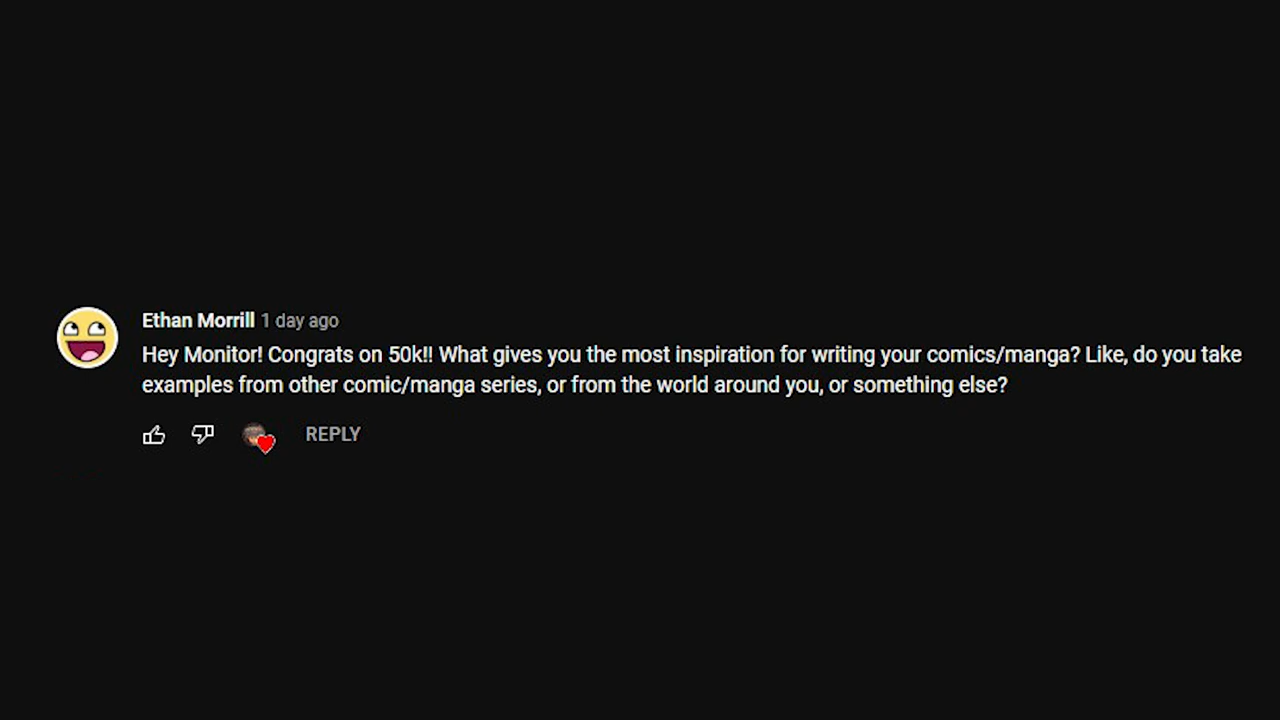 Ethan Morrill 1 day ago
Hey Monitor! Congrats on 50k!! What gives you the most inspiration for writing your comics/manga? Like, do you take
examples from other comic/manga series, or from the world around you, or something else?
REPLY